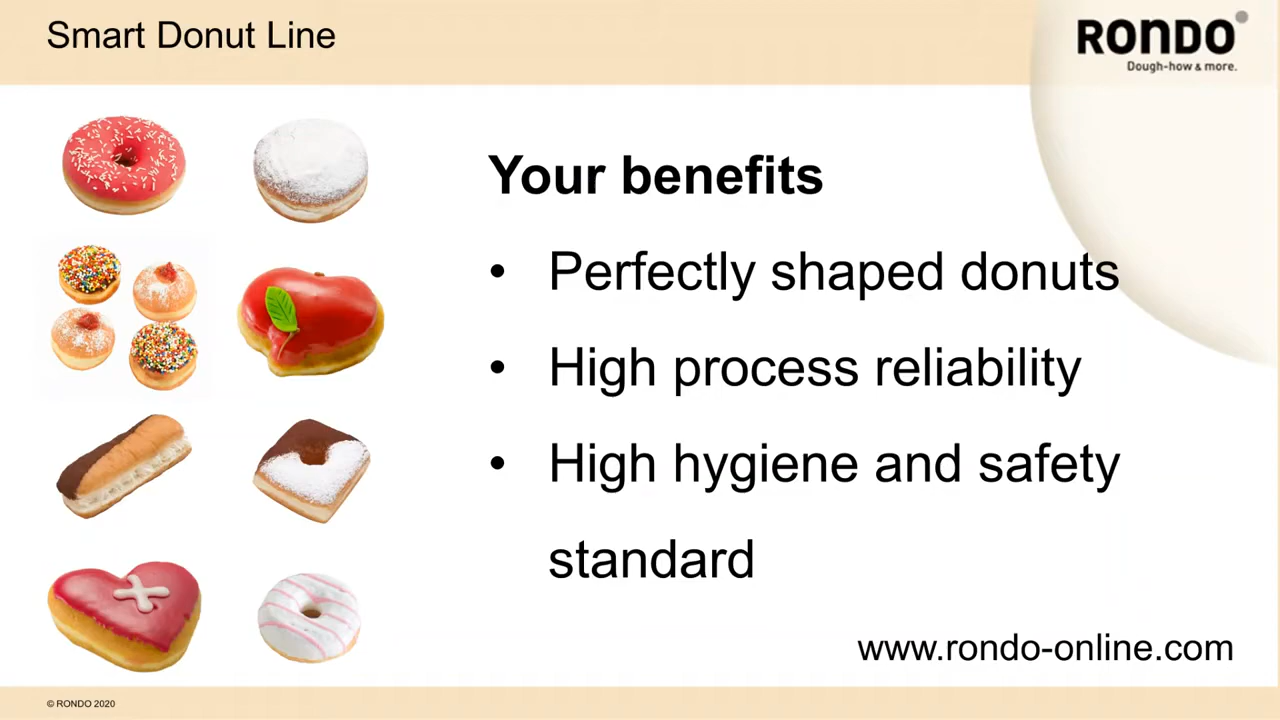 Smart Donut Line
RONDO
Dough-how & more.
Your benefits
• Perfectly shaped donuts
• High process reliability
• High hygiene and safety
standard
www.rondo-online.com
© RONDO 2020